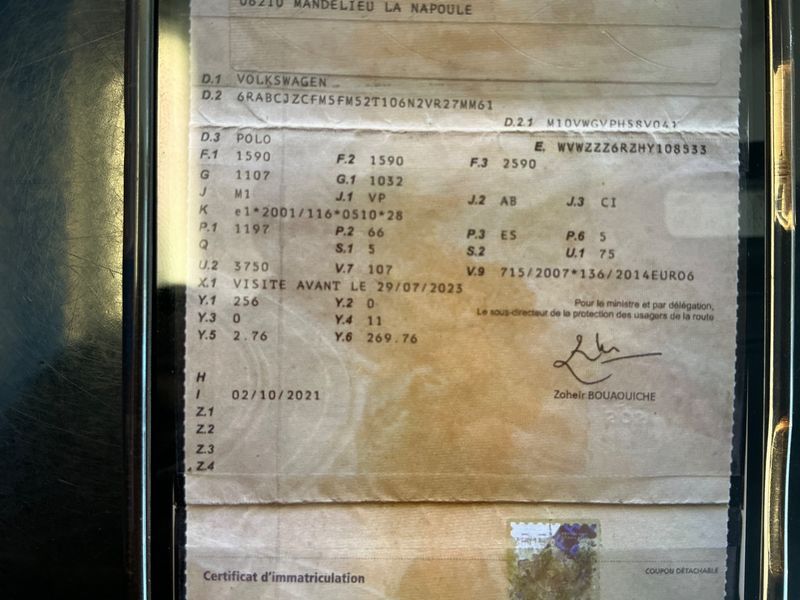 06210 MANDELIEU LA NAPOULE
D.1 VOLKSWAGEN
D.2 6RABCJZCFM5FM52T106N2VR27MM61
D.2.1 M10VWGVPH58V041
D.3 POLO
E. WVWZZZ6RZHY108933
F.1 1590 F.2 1590 F.3 2590
G 1107 G.1 1032
J M1 J.1 VP J.2 AB J.3 CI
K e1*2001/116*0510*28
P.1 1197 P.2 66 P.3 ES P.6 5
Q S.1 5 S.2 U.1 75
U.2 3750 V.7 107 V.9 715/2007*136/2014EURO6
X.1 VISITE AVANT LE 29/07/2023
Y.1 256 Y.2 0
Pour le ministre et par délégation,
Y.3 0 Y.4 11
Le sous-directeur de la protection des usagers de la route
Y.5 2.76 Y.6 269.76
H
I 02/10/2021
Zoheir BOUAOUICHE
Z.1
Z.2
Z.3
Z.4
Certificat d'immatriculation
COUPON DÉTACHABLE